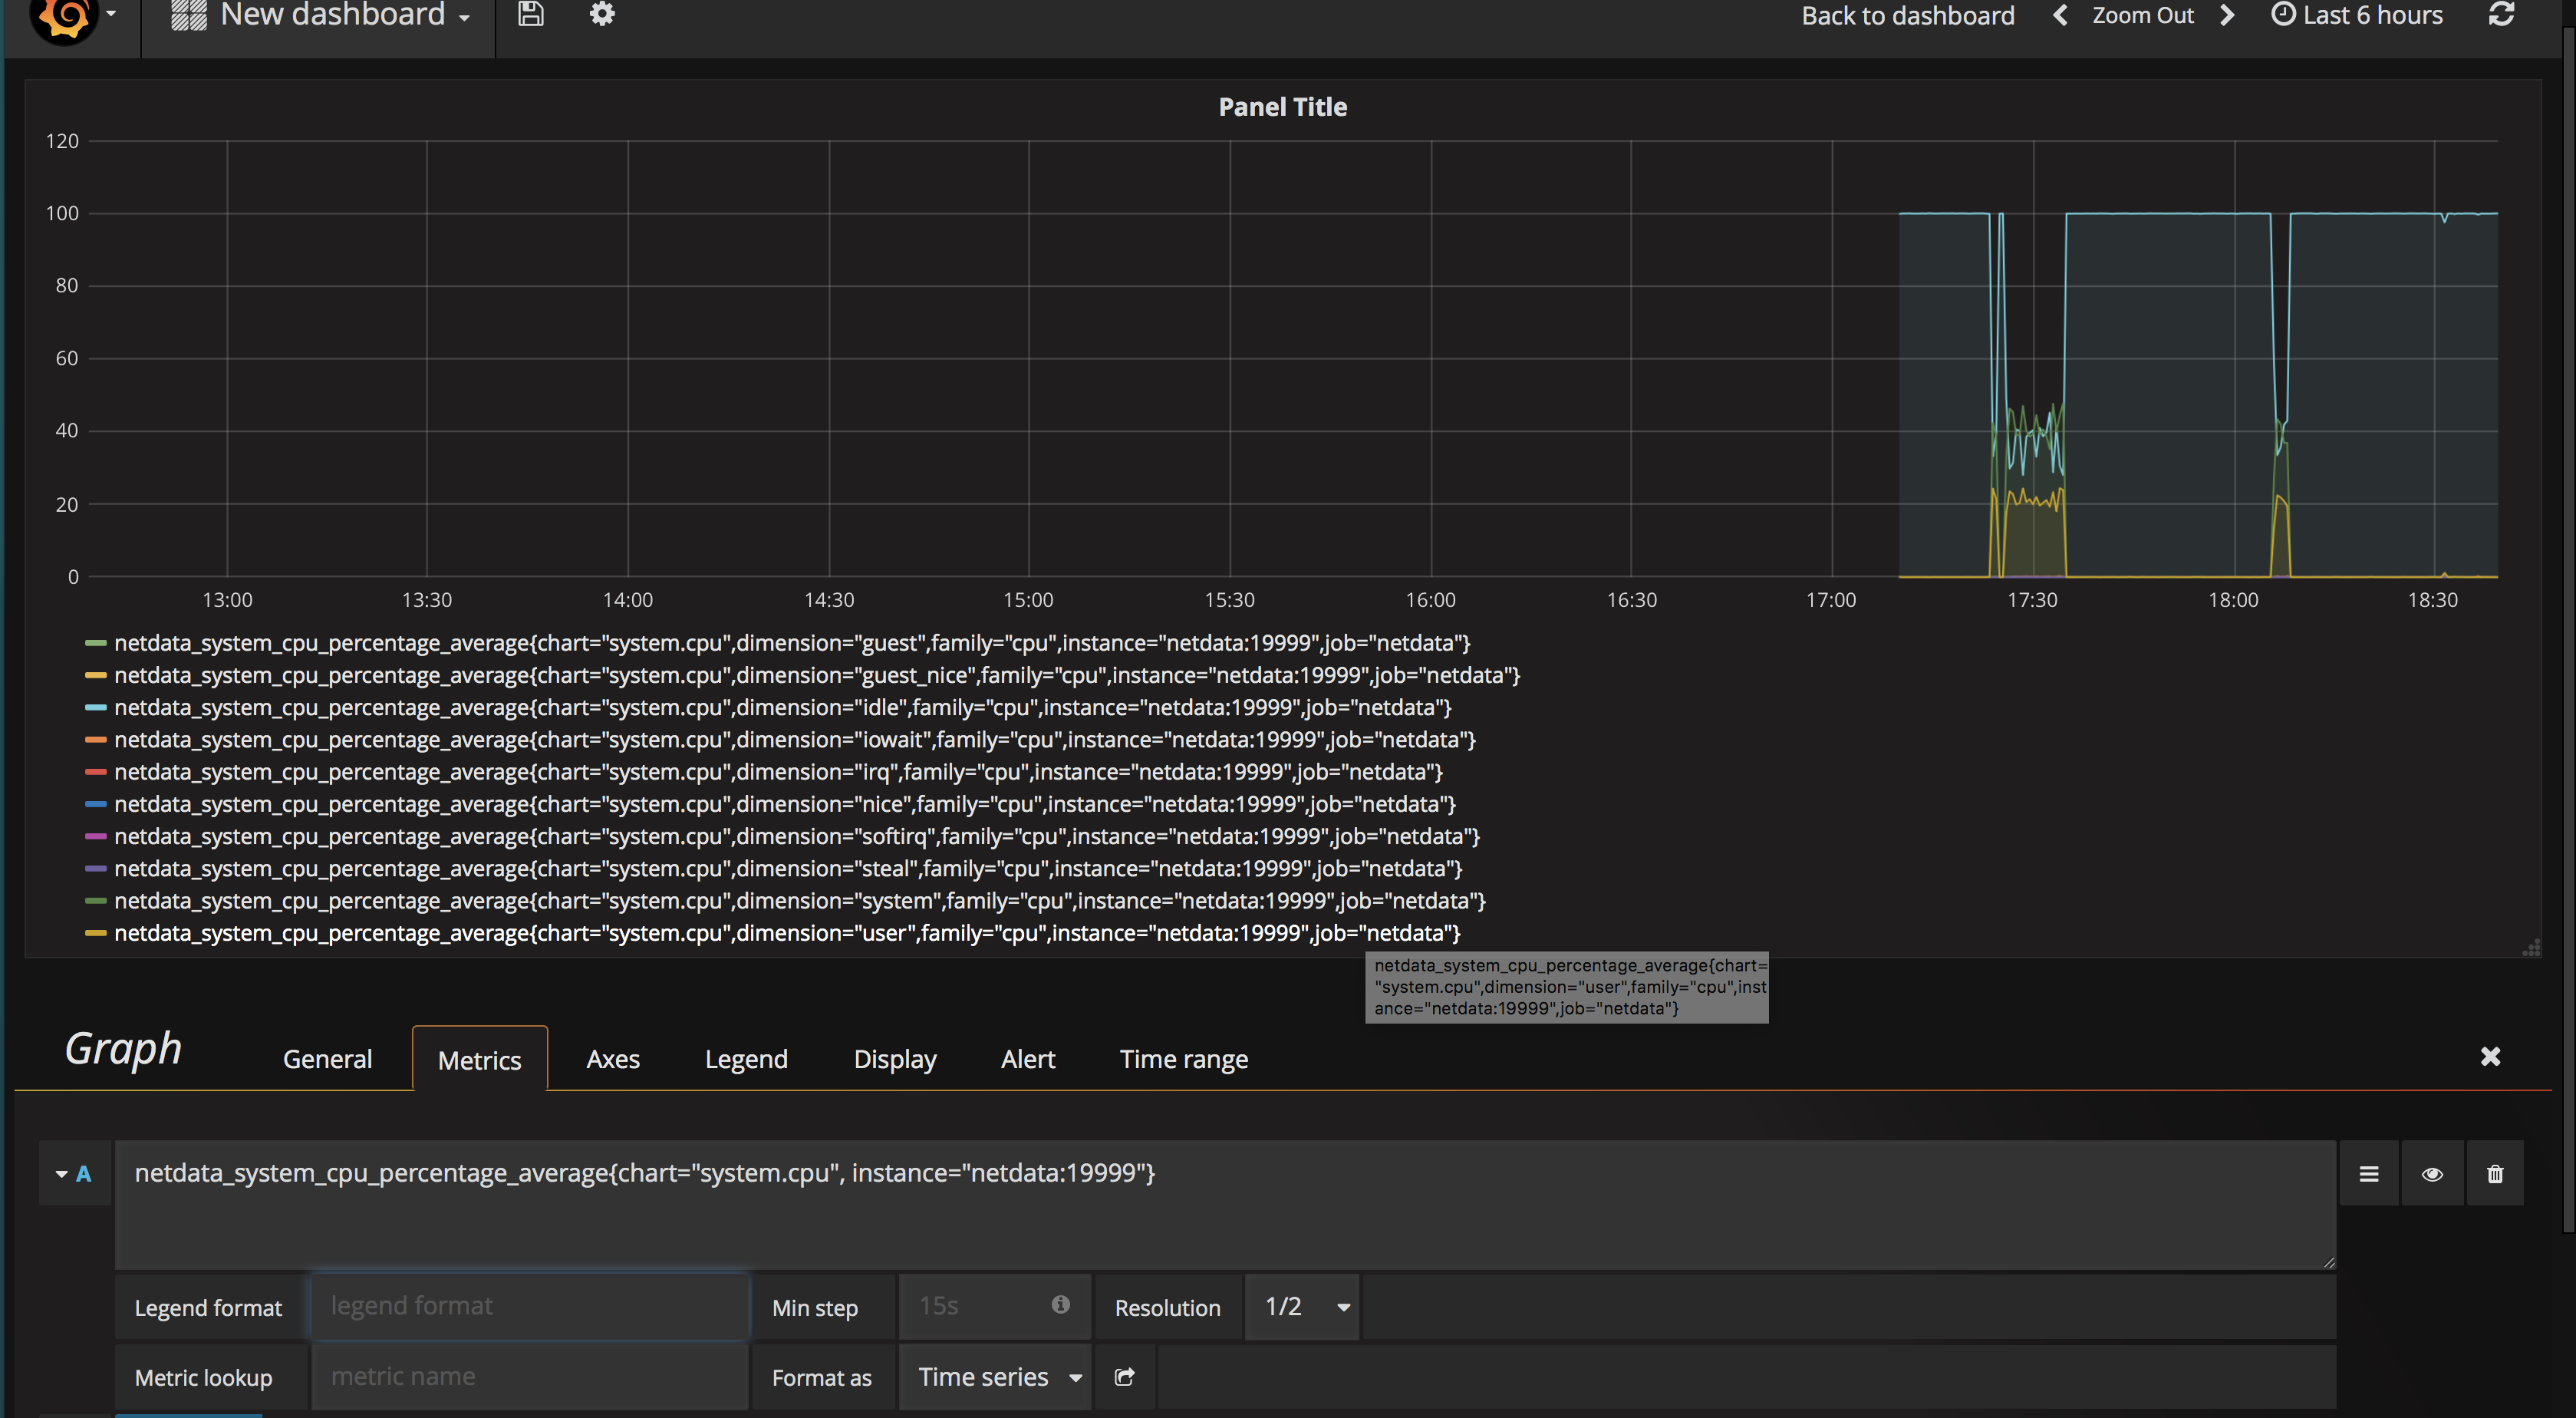 New dashboard
Back to dashboard Zoom Out Last 6 hours
Panel Title
120
100
80
60
40
20
0
13:00 13:30 14:00 14:30 15:00 15:30 16:00 16:30 17:00 17:30 18:00 18:30
netdata_system_cpu_percentage_average{chart="system.cpu",dimension="guest",family="cpu",instance="netdata:19999",job="netdata"}
netdata_system_cpu_percentage_average{chart="system.cpu",dimension="guest_nice",family="cpu",instance="netdata:19999",job="netdata"}
netdata_system_cpu_percentage_average{chart="system.cpu",dimension="idle",family="cpu",instance="netdata:19999",job="netdata"}
netdata_system_cpu_percentage_average{chart="system.cpu",dimension="iowait",family="cpu",instance="netdata:19999",job="netdata"}
netdata_system_cpu_percentage_average{chart="system.cpu",dimension="irq",family="cpu",instance="netdata:19999",job="netdata"}
netdata_system_cpu_percentage_average{chart="system.cpu",dimension="nice",family="cpu",instance="netdata:19999",job="netdata"}
netdata_system_cpu_percentage_average{chart="system.cpu",dimension="softirq",family="cpu",instance="netdata:19999",job="netdata"}
netdata_system_cpu_percentage_average{chart="system.cpu",dimension="steal",family="cpu",instance="netdata:19999",job="netdata"}
netdata_system_cpu_percentage_average{chart="system.cpu",dimension="system",family="cpu",instance="netdata:19999",job="netdata"}
netdata_system_cpu_percentage_average{chart="system.cpu",dimension="user",family="cpu",instance="netdata:19999",job="netdata"}
netdata_system_cpu_percentage_average{chart=
"system.cpu",dimension="user",family="cpu",inst
ance="netdata:19999",job="netdata"}
Graph General Metrics Axes Legend Display Alert Time range
A netdata_system_cpu_percentage_average{chart="system.cpu", instance="netdata:19999"}
Legend format legend format Min step 15s Resolution 1/2
Metric lookup metric name Format as Time series